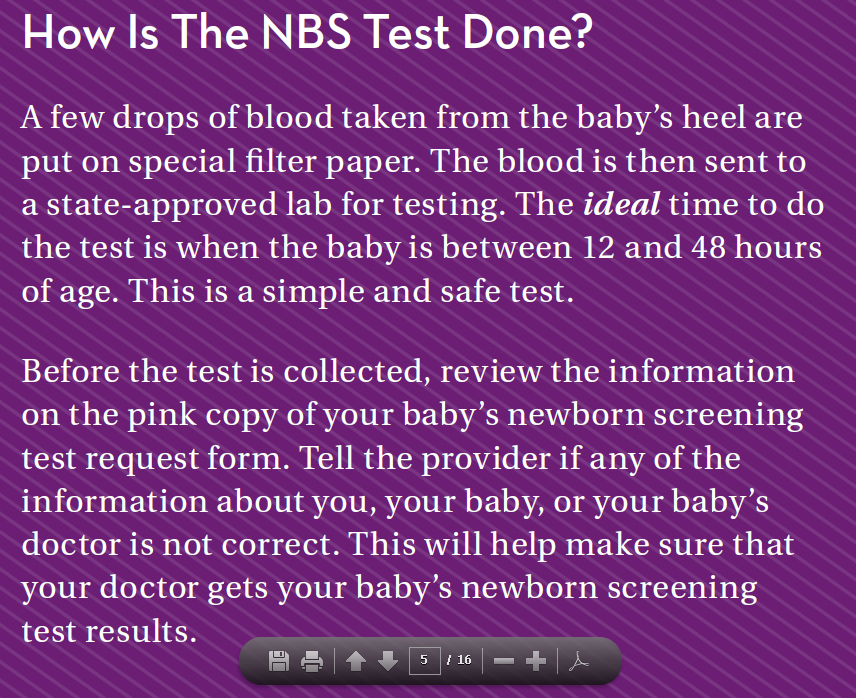 How Is The NBS Test Done?
A few drops of blood taken from the baby's heel are
put on special filter paper. The blood is then sent to
a state-approved lab for testing. The ideal time to do
the test is when the baby is between 12 and 48 hours
of age. This is a simple and safe test.
Before the test is collected, review the information
on the pink copy of your baby's newborn screening
test request form. Tell the provider if any of the
information about you, your baby, or your baby's
doctor is not correct. This will help make sure that
your doctor gets your baby's newborn screening
test results.
5 / 16